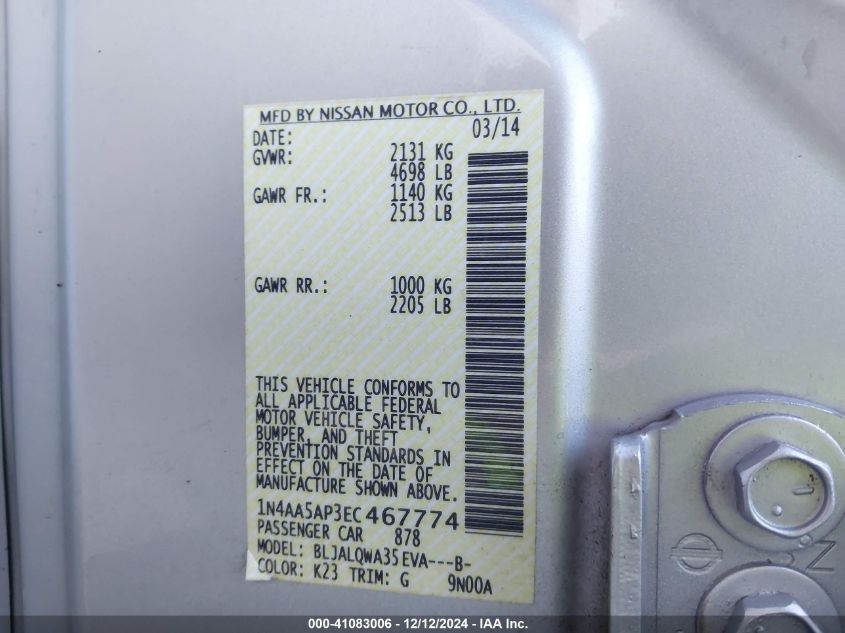 MFD BY NISSAN MOTOR CO., LTD.
DATE: 03/14
GVWR: 2131 KG
4698 LB
GAWR FR.: 1140 KG
2513 LB
GAWR RR.: 1000 KG
2205 LB
THIS VEHICLE CONFORMS TO
ALL APPLICABLE FEDERAL
MOTOR VEHICLE SAFETY,
BUMPER, AND THEFT
PREVENTION STANDARDS IN
EFFECT ON THE DATE OF
MANUFACTURE SHOWN ABOVE.
1N4AA5AP3EC467774
PASSENGER CAR 878
MODEL: BLJALQWA35EVA---B-
COLOR: K23 TRIM: G 9N00A
000-41083006 - 12/12/2024 - IAA Inc.